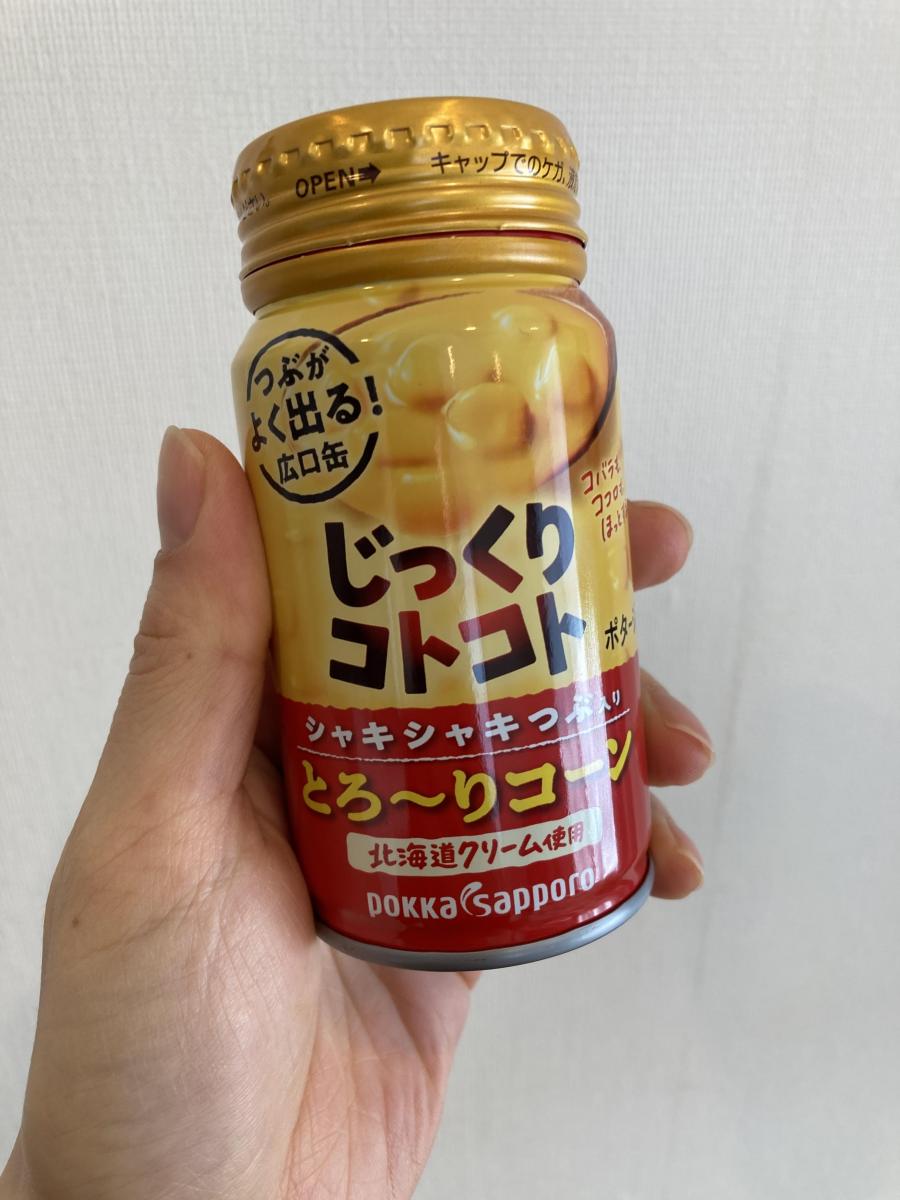 OPEN➡
キャップでのケガ、
つぶが
よく出る!
広口缶
じっくり
コトコト
シャキシャキつぶ入り
とろ～りコーン
北海道クリーム使用
pokka sapporo